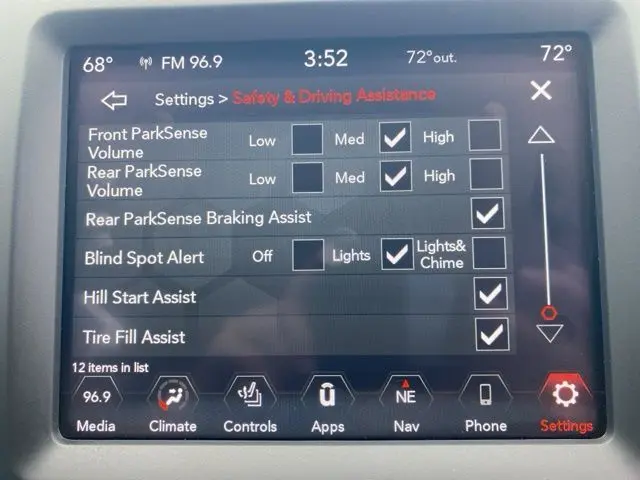 68° FM 96.9 3:52 72°out. 72°
Settings > Safety & Driving Assistance
Front ParkSense Volume Low Med High
Rear ParkSense Volume Low Med High
Rear ParkSense Braking Assist
Blind Spot Alert Off Lights Lights& Chime
Hill Start Assist
Tire Fill Assist
12 items in list
96.9 NE
Media Climate Controls Apps Nav Phone Settings